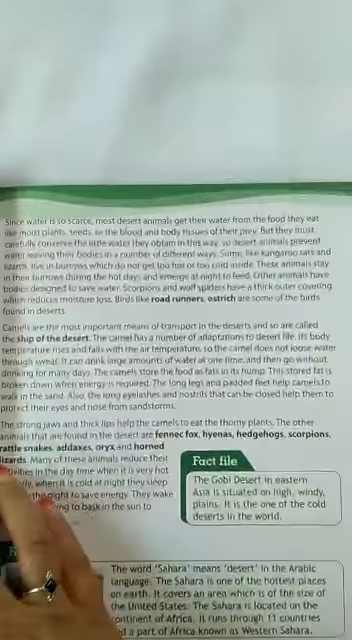 Since water is so scarce, most desert animals get their water from the food they eat
like moist plants, seeds, or the blood and body tissues of their prey. But they must
carefully conserve the little water they obtain in this way, so desert animals prevent
water leaving their bodies in a number of different ways. Some, like kangaroo rats and
lizards, live in burrows which do not get too hot or too cold inside. These animals stay
in their burrows during the hot days and emerge at night to feed. Other animals have
bodies designed to save water. Scorpions and wolf spiders have a thick outer covering
which reduces moisture loss. Birds like road runners, ostrich are some of the birds
found in deserts.
Camels are the most important means of transport in the deserts and so are called
the ship of the desert. The camel has a number of adaptations to desert life. Its body
temperature rises and falls with the air temperature, so the camel does not loose water
through sweat. It can drink large amounts of water at one time, and then go without
drinking for many days. The camels store the food as fats in its hump. This stored fat is
broken down when energy is required. The long legs and padded feet help camels to
walk in the sand. Also, the long eyelashes and nostrils that can be closed help them to
protect their eyes and nose from sandstorms.
The strong jaws and thick lips help the camels to eat the thorny plants. The other
animals that are found in the desert are fennec fox, hyenas, hedgehogs, scorpions,
rattle snakes, addaxes, oryx and horned
lizards. Many of these animals reduce their
in the day time when it is very hot
when it is cold at night they sleep
the night to save energy. They wake
to bask in the sun to
Fact file
The Gobi Desert in eastern
Asia is situated on high, windy,
plains. It is the one of the cold
deserts in the world.
The word 'Sahara' means 'desert' in the Arabic
language. The Sahara is one of the hottest places
on earth. It covers an area which is of the size of
the United States. The Sahara is located on the
continent of Africa. It runs through 11 countries
a part of Africa known as Western Sahara.